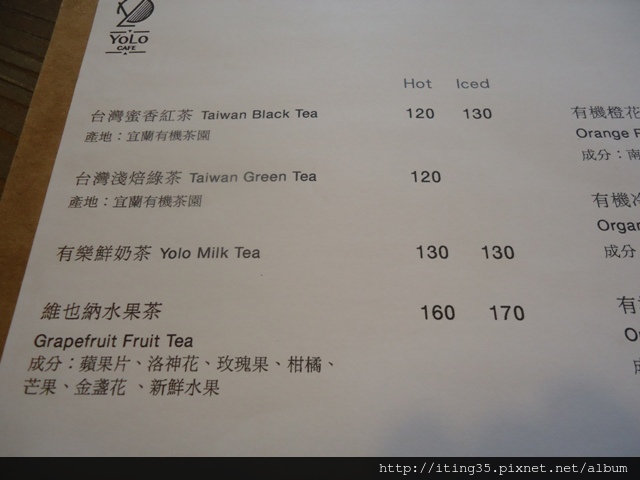 YOLO
CAFE
Hot Iced
台灣蜜香紅茶 Taiwan Black Tea 120 130
產地：宜蘭有機茶園
台灣淺焙綠茶 Taiwan Green Tea 120
產地：宜蘭有機茶園
有樂鮮奶茶 Yolo Milk Tea 130 130
維也納水果茶 160 170
Grapefruit Fruit Tea
成分：蘋果片、洛神花、玫瑰果、柑橘、
芒果、金盞花、新鮮水果
有機橙花
Orange
成分：南
有機冷
Organ
成分
有
http://iting35.pixnet.net/album